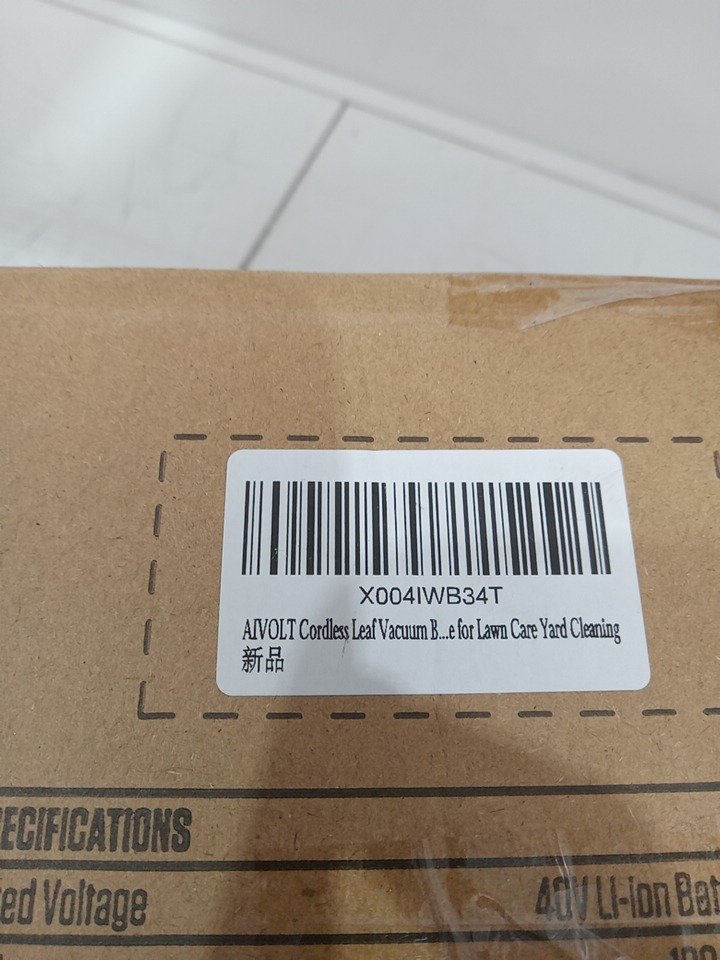 X004IWB34T
AIVOLT Cordless Leaf Vacuum B...e for Lawn Care Yard Cleaning
新品
ECIFICATIONS
ed Voltage
40V Li-ion Bat